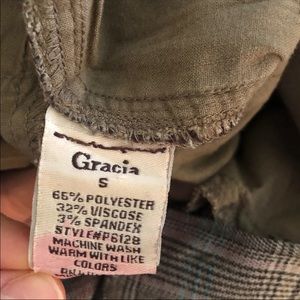 Gracia
S
65% POLYESTER
32% VISCOSE
3% SPANDEX
STYLE#P6128
MACHINE WASH
WARM WITH LIKE
COLORS